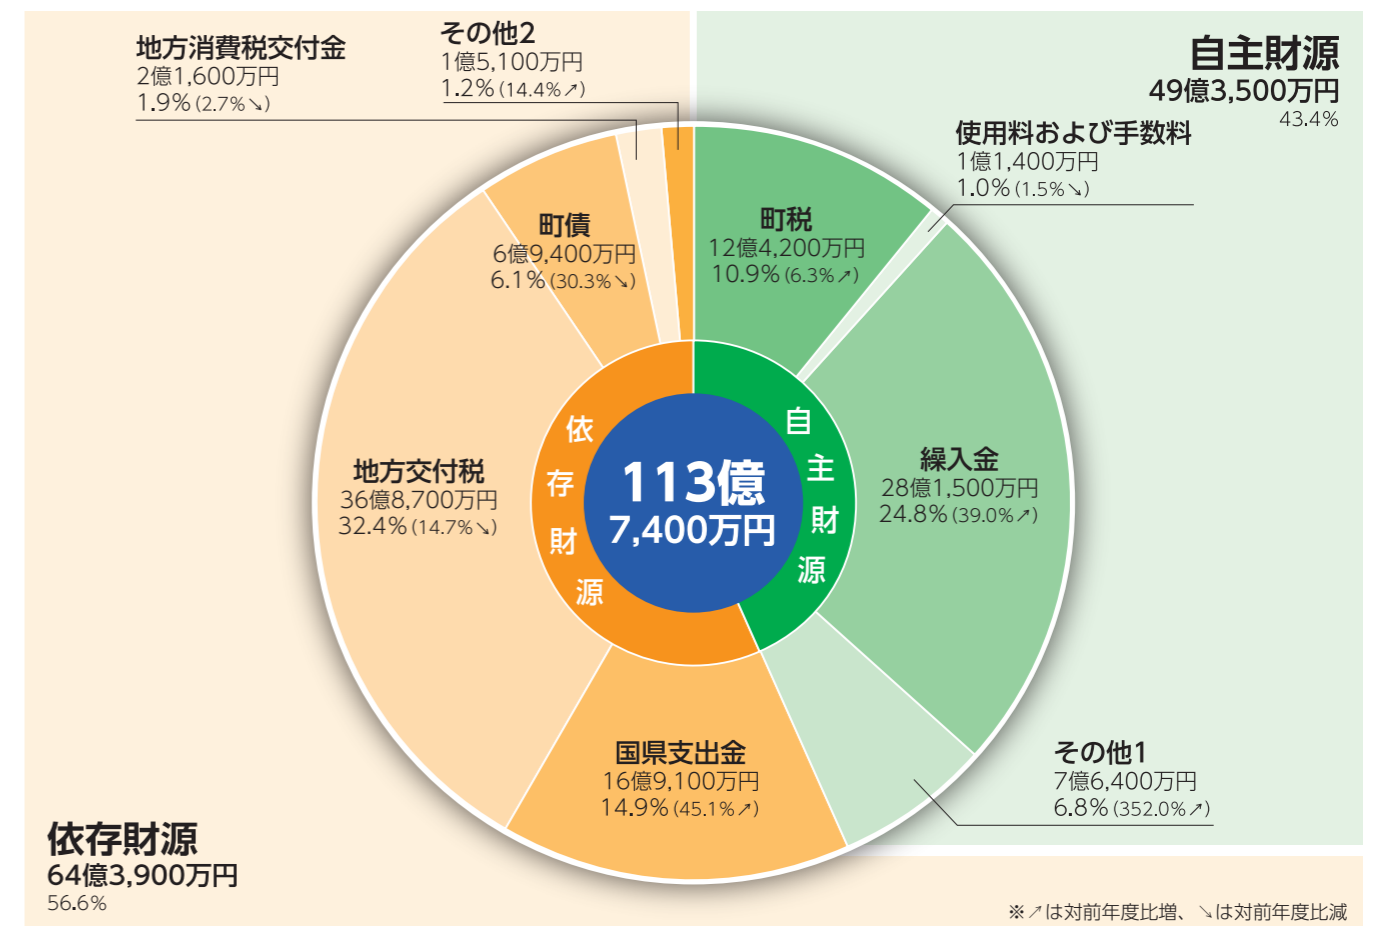 地方消費税交付金
2億1,600万円
1.9%(2.7%↘)
その他2
1億5,100万円
1.2%(14.4%↗)
自主財源
49億3,500万円
43.4%
使用料および手数料
1億1,400万円
1.0%(1.5%↘)
町債
6億9,400万円
6.1%(30.3%↘)
町税
12億4,200万円
10.9%(6.3%↗)
地方交付税
36億8,700万円
32.4%(14.7%↘)
依存財源
113億
7,400万円
自主財源
繰入金
28億1,500万円
24.8%(39.0%↗)
国県支出金
16億9,100万円
14.9%(45.1%↗)
その他1
7億6,400万円
6.8%(352.0%↗)
依存財源
64億3,900万円
56.6%
※↗は対前年度比増、↘は対前年度比減